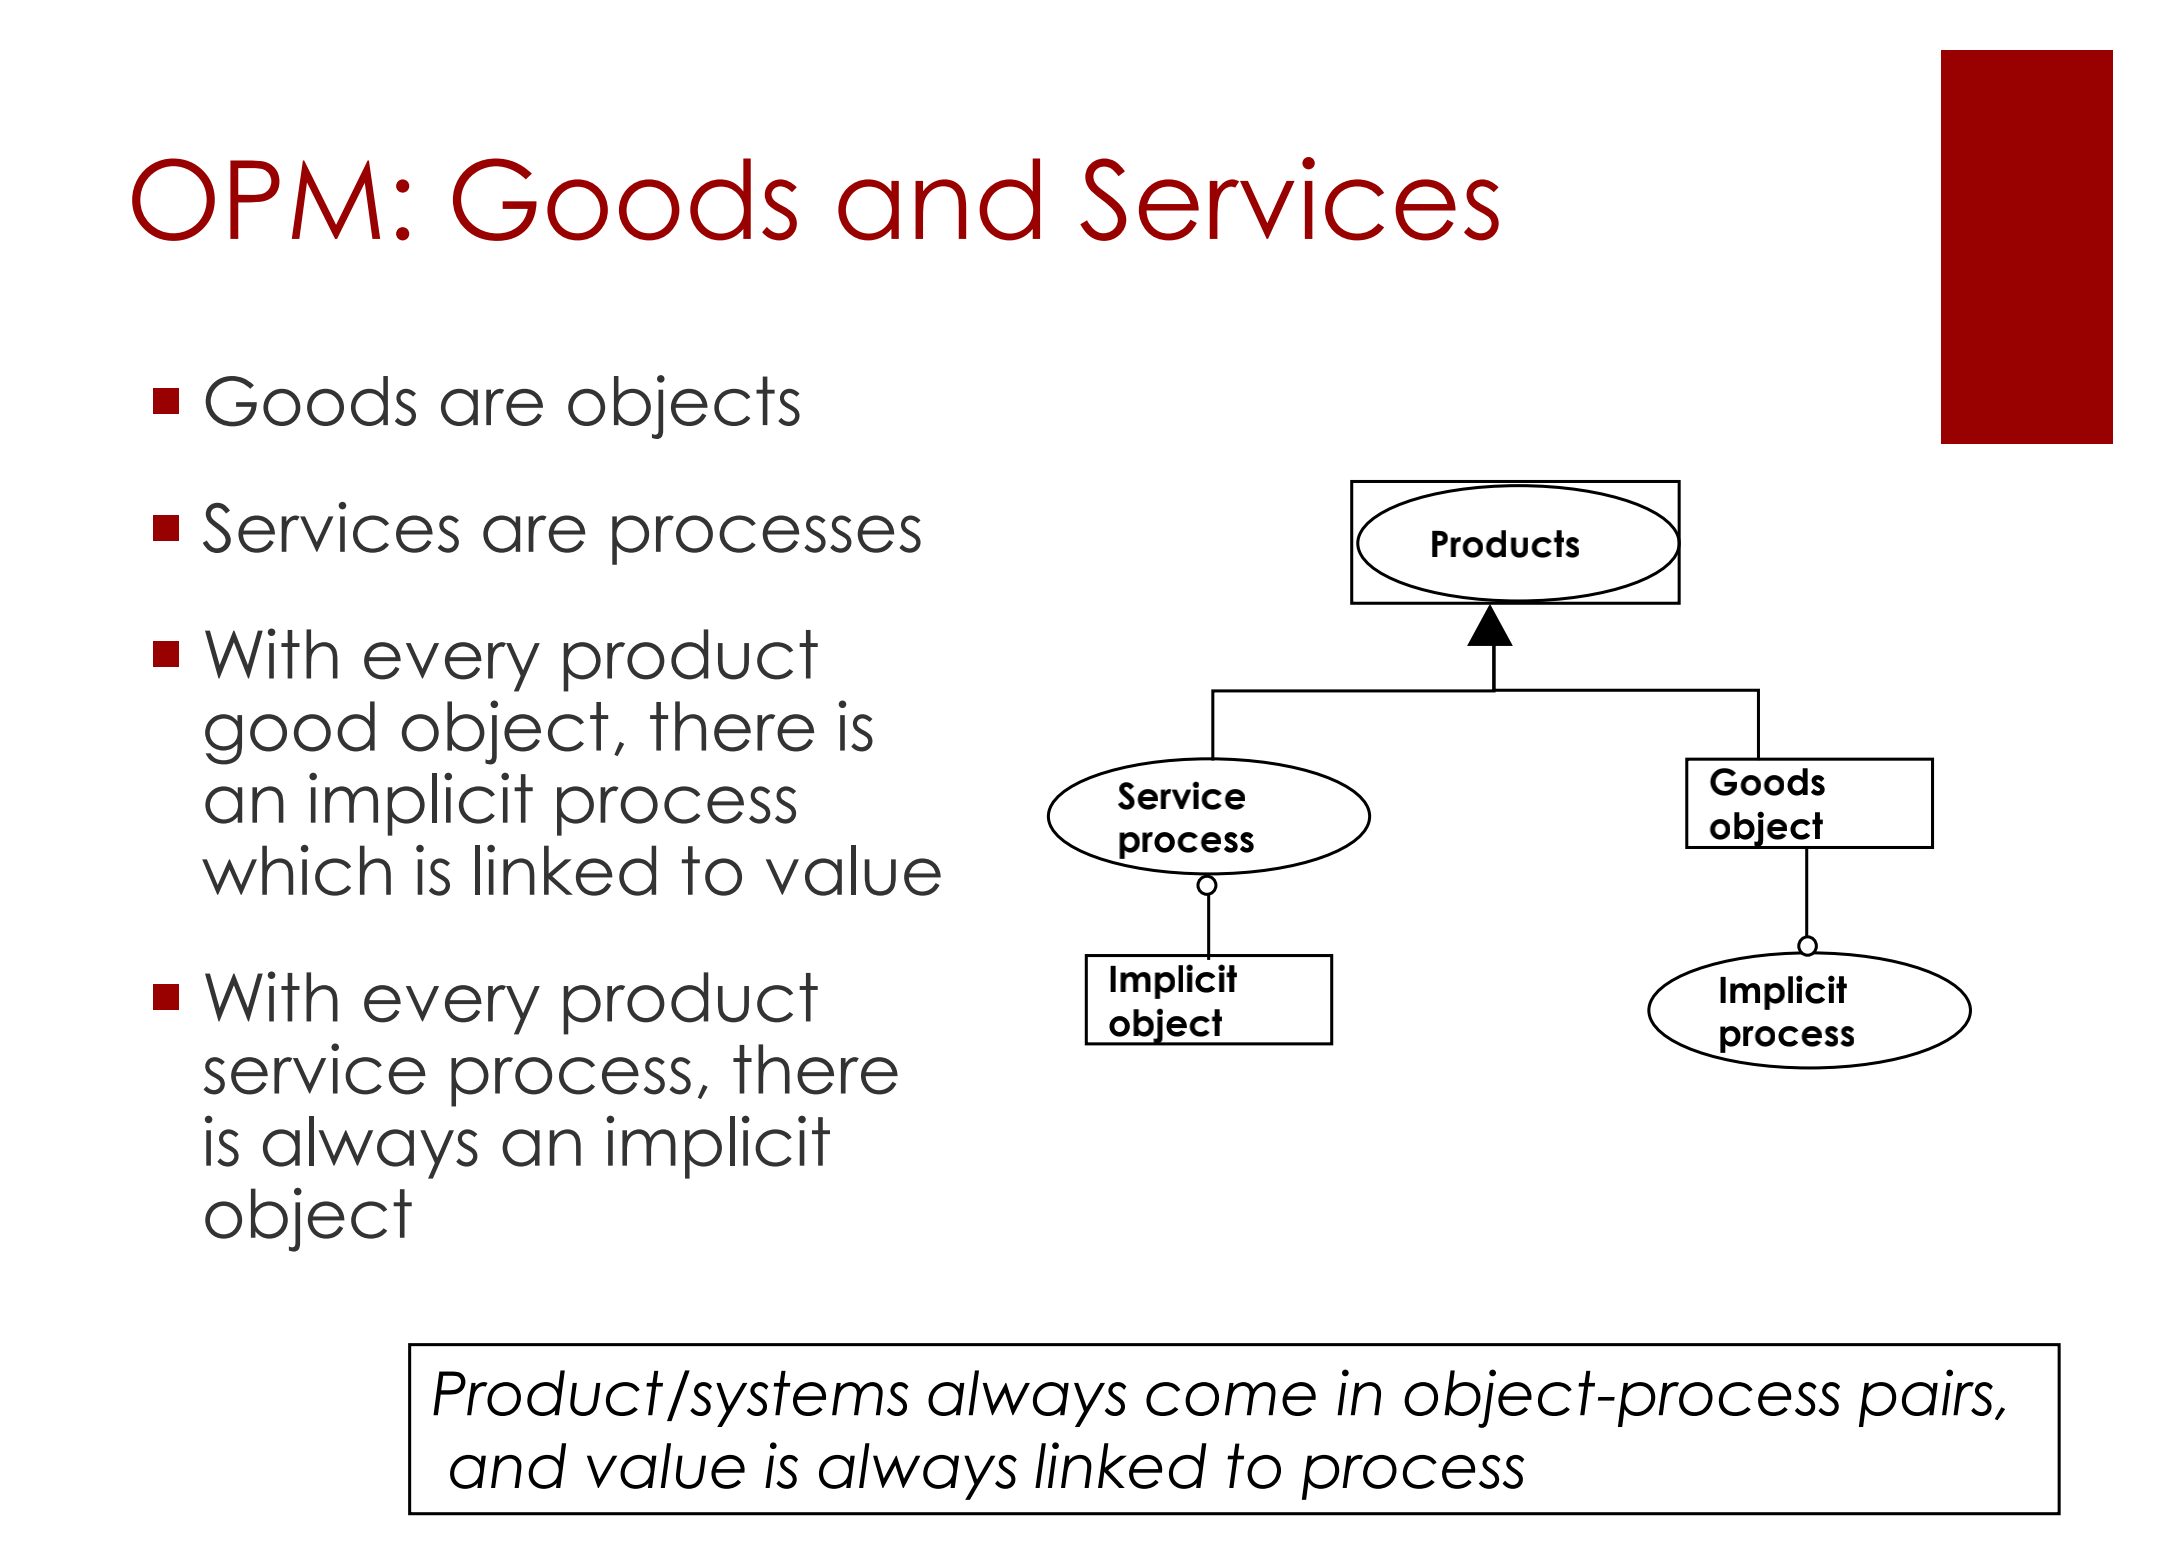 OPM: Goods and Services
Goods are objects
Services are processes
With every product
good object, there is
an implicit process
which is linked to value
With every product
service process, there
is always an implicit
object
Products
Service
process
Goods
object
Implicit
object
Implicit
process
Product/systems always come in object-process pairs,
and value is always linked to process